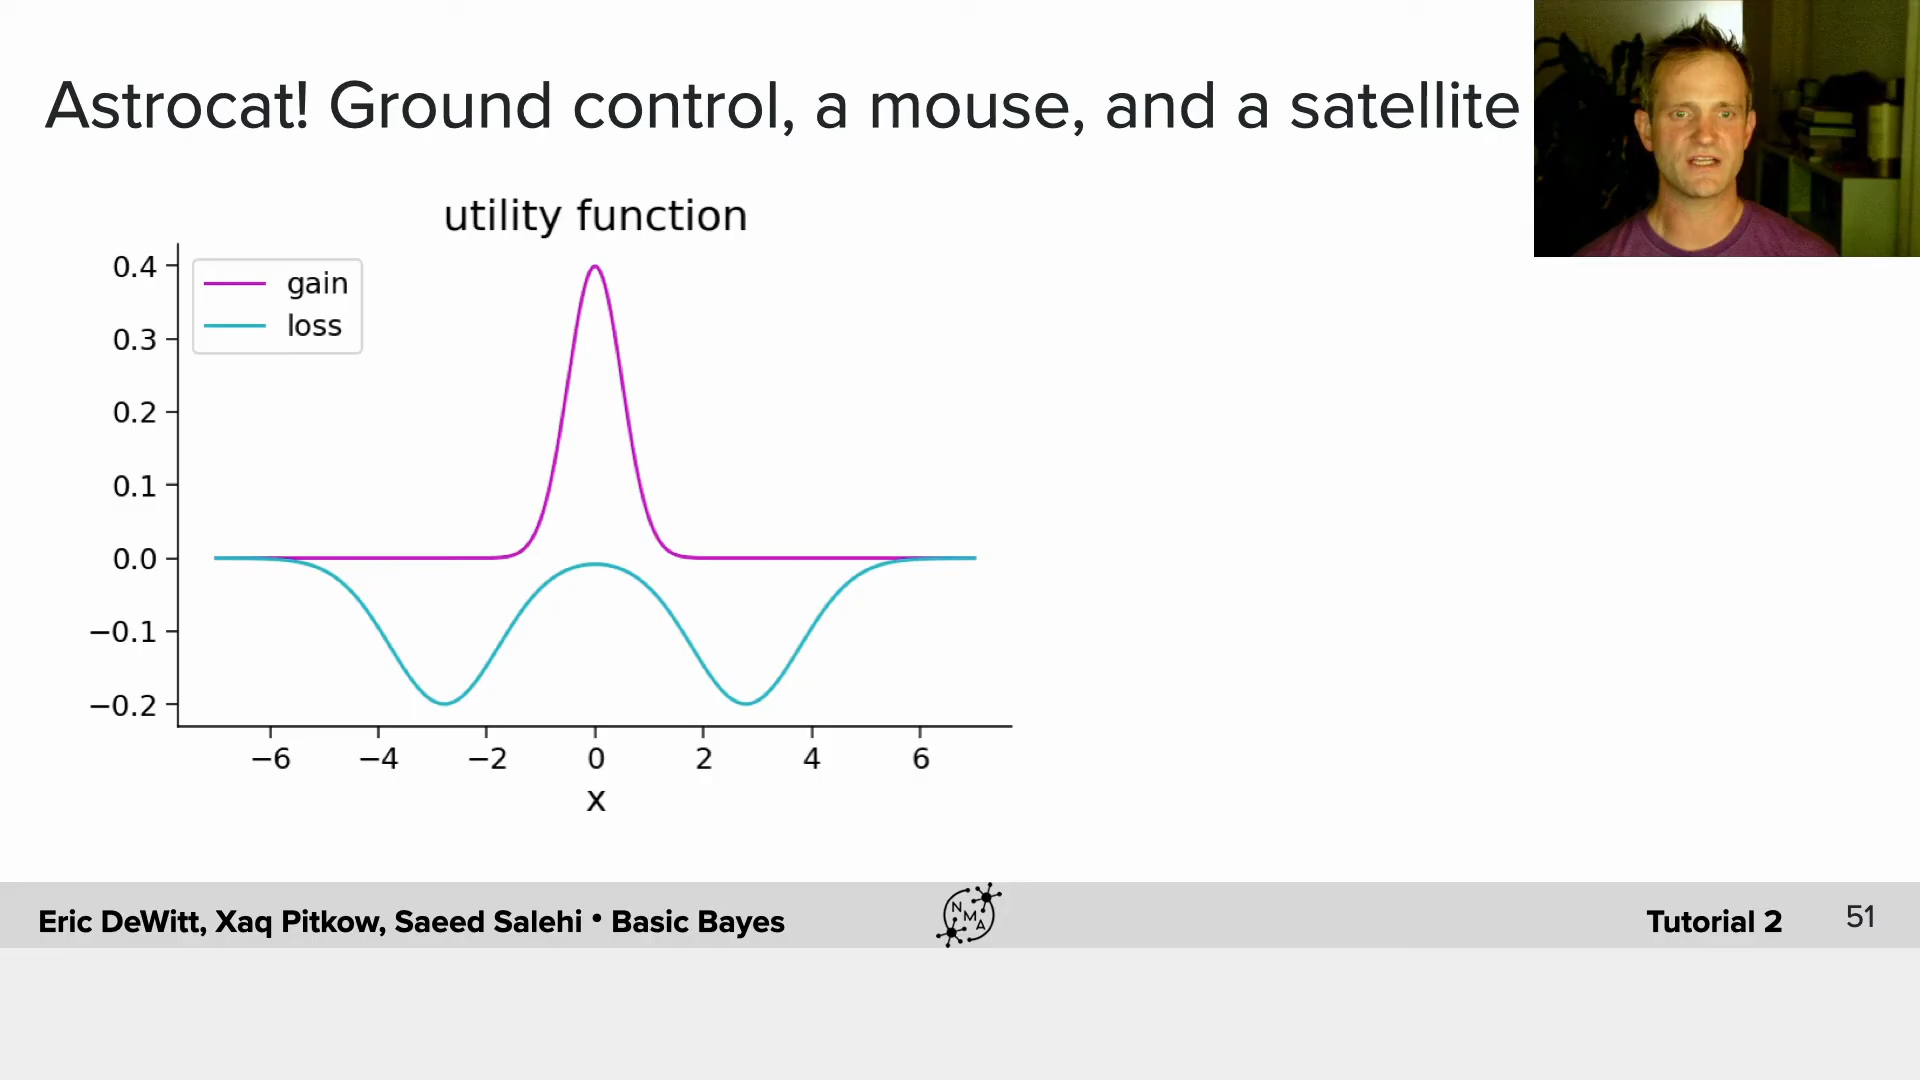 Astrocat! Ground control, a mouse, and a satellite
utility function
gain
loss
0.4
0.3
0.2
0.1
0.0
−0.1
−0.2
−6 −4 −2 0 2 4 6
x
Eric DeWitt, Xaq Pitkow, Saeed Salehi • Basic Bayes
N
M
A
Tutorial 2
51